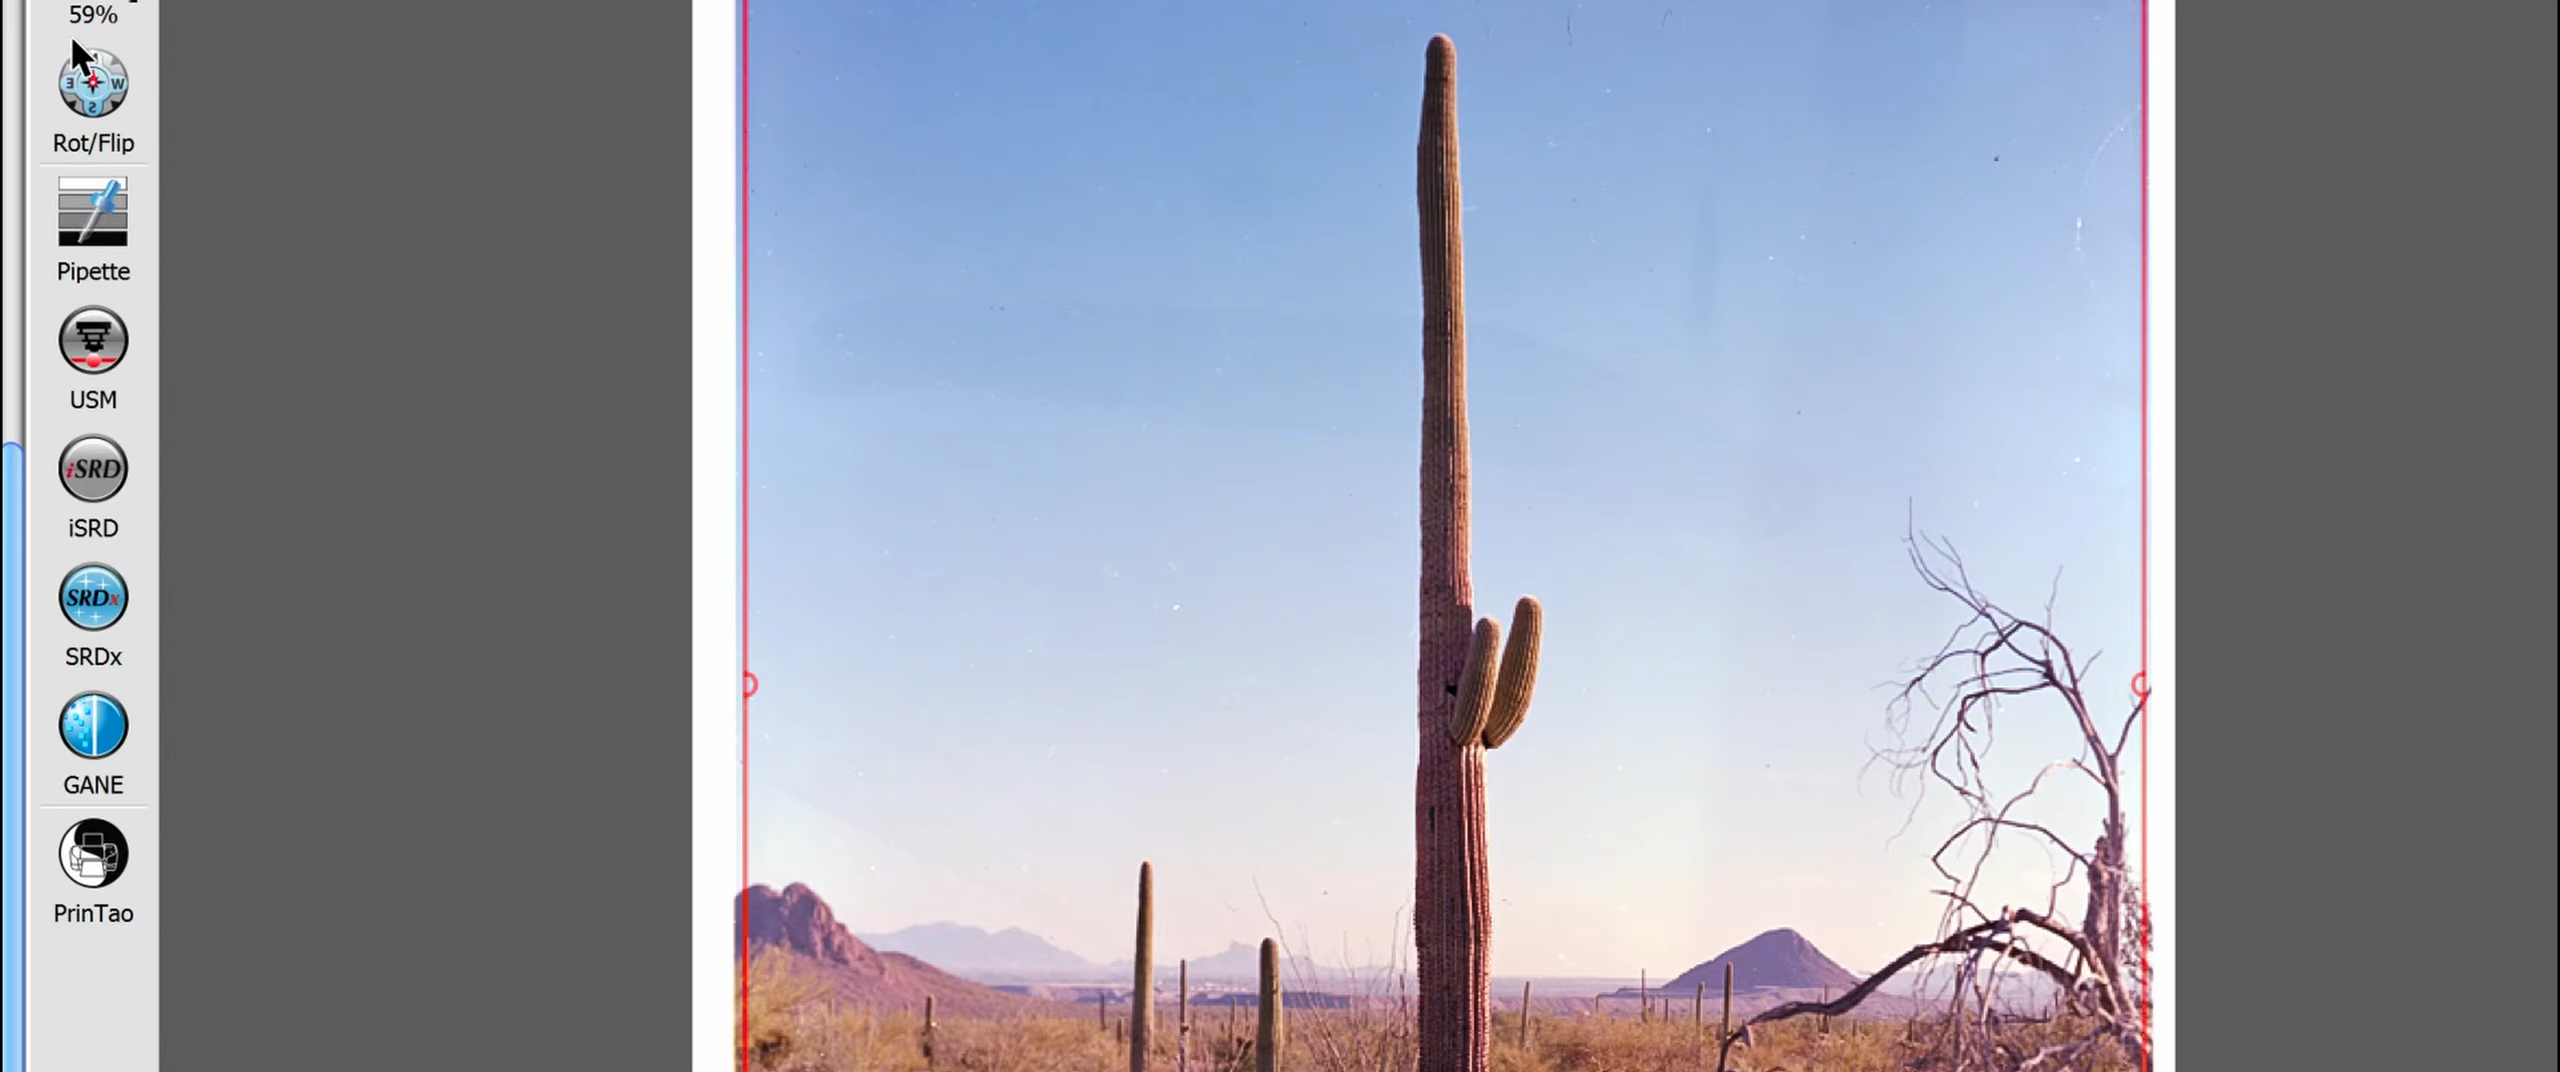 59%
E W
S
Rot/Flip
Pipette
USM
iSRD
iSRD
SRDx
SRDx
GANE
PrinTao